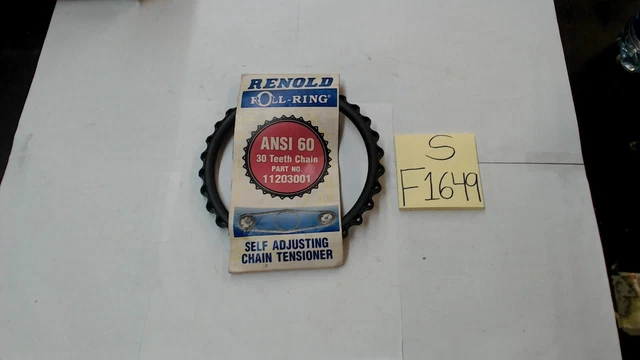 RENOLD
ROLL-RING®
ANSI 60
30 Teeth Chain
PART NO.
11203001
SELF ADJUSTING
CHAIN TENSIONER
S
F1649